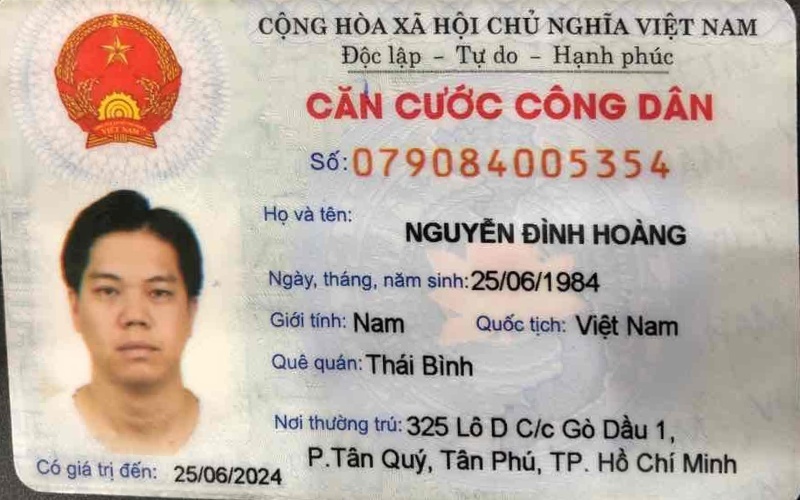 CỘNG HÒA XÃ HỘI CHỦ NGHĨA VIỆT NAM
Độc lập - Tự do - Hạnh phúc
CĂN CƯỚC CÔNG DÂN
Số: 079084005354
Họ và tên:
NGUYỄN ĐÌNH HOÀNG
Ngày, tháng, năm sinh: 25/06/1984
Giới tính: Nam Quốc tịch: Việt Nam
Quê quán: Thái Bình
Nơi thường trú: 325 Lô D C/c Gò Dầu 1,
P.Tân Quý, Tân Phú, TP. Hồ Chí Minh
Có giá trị đến: 25/06/2024
VIỆT NAM